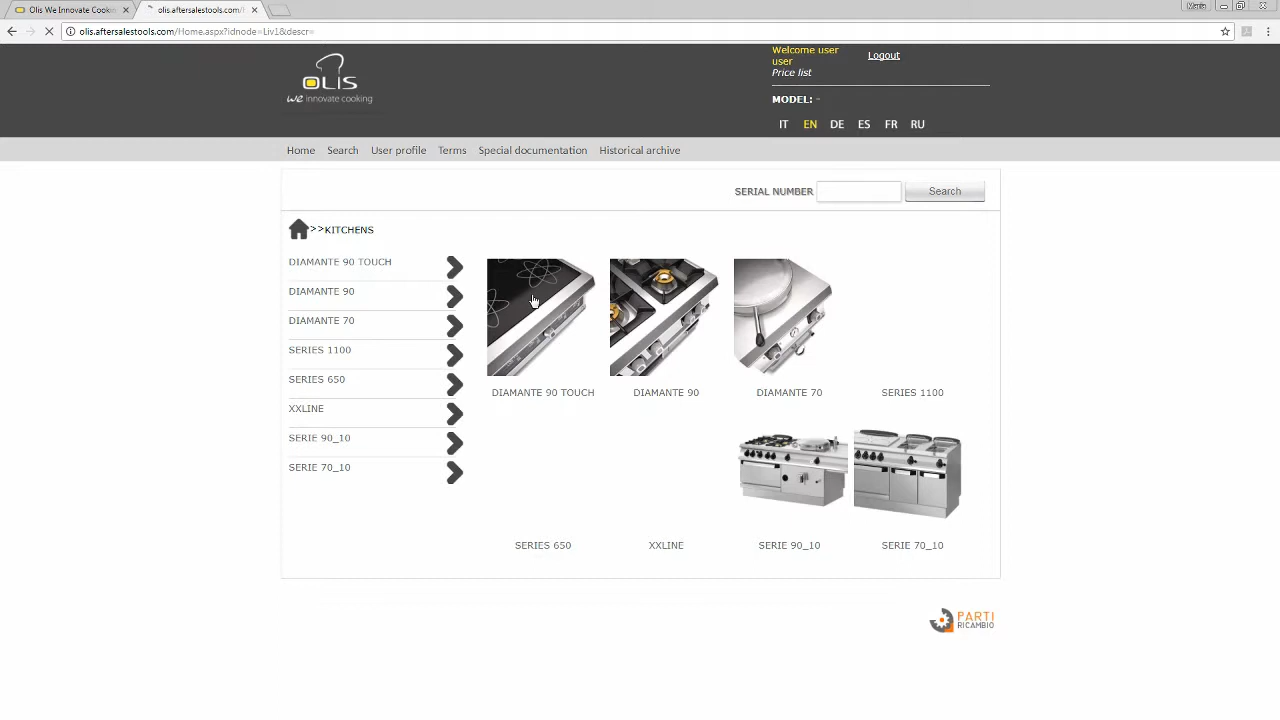 Olis We Innovate Cookin
olis.aftersalestools.com/
olis.aftersalestools.com/Home.aspx?idnode=Liv1&descr=
OLIS
we innovate cooking
Welcome user
user
Logout
Price list
MODEL: -
IT EN DE ES FR RU
Home Search User profile Terms Special documentation Historical archive
SERIAL NUMBER Search
>>KITCHENS
DIAMANTE 90 TOUCH
DIAMANTE 90
DIAMANTE 70
SERIES 1100
SERIES 650
XXLINE
SERIE 90_10
SERIE 70_10
DIAMANTE 90 TOUCH DIAMANTE 90 DIAMANTE 70 SERIES 1100
SERIES 650 XXLINE SERIE 90_10 SERIE 70_10
PARTI
RICAMBIO